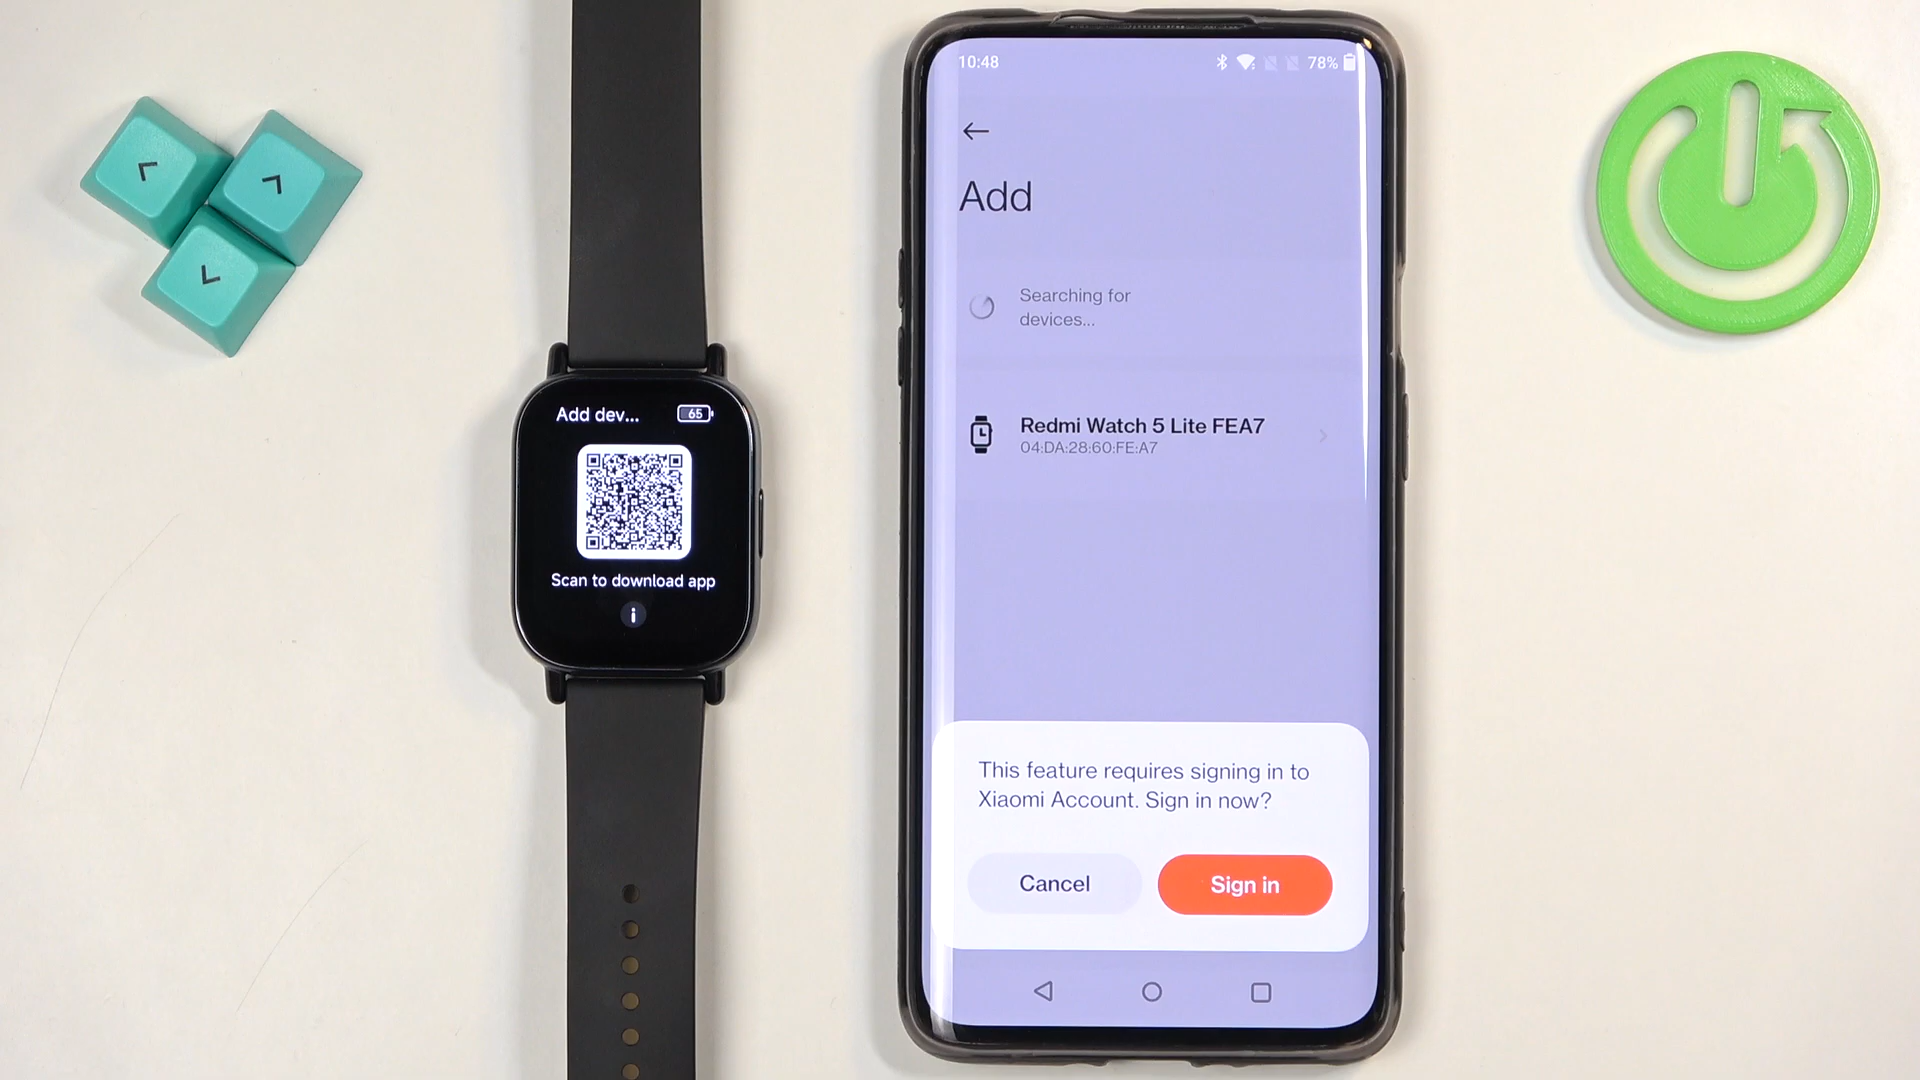 Add dev...
65
Scan to download app
i
10:48
78%
Add
Searching for
devices...
Redmi Watch 5 Lite FEA7
04:DA:28:60:FE:A7
This feature requires signing in to
Xiaomi Account. Sign in now?
Cancel
Sign in